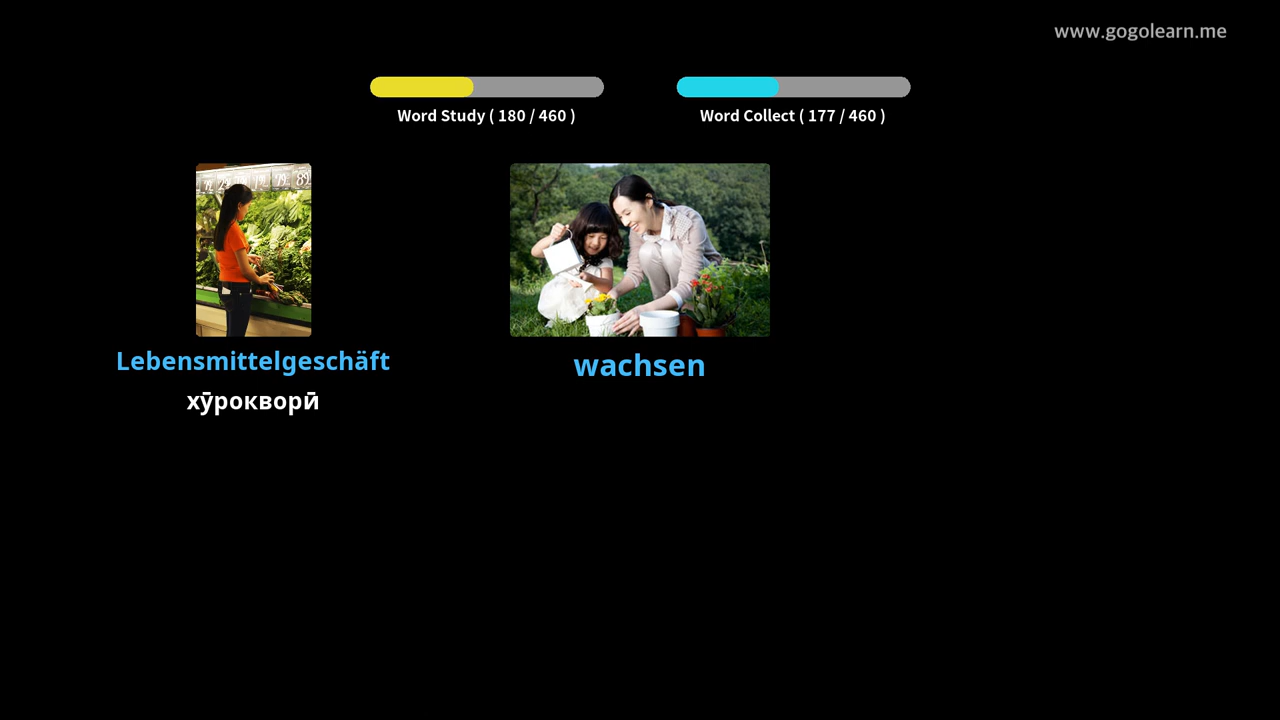 www.gogolearn.me
Word Study ( 180 / 460 )
Word Collect ( 177 / 460 )
Lebensmittelgeschäft
хӯрокворӣ
wachsen